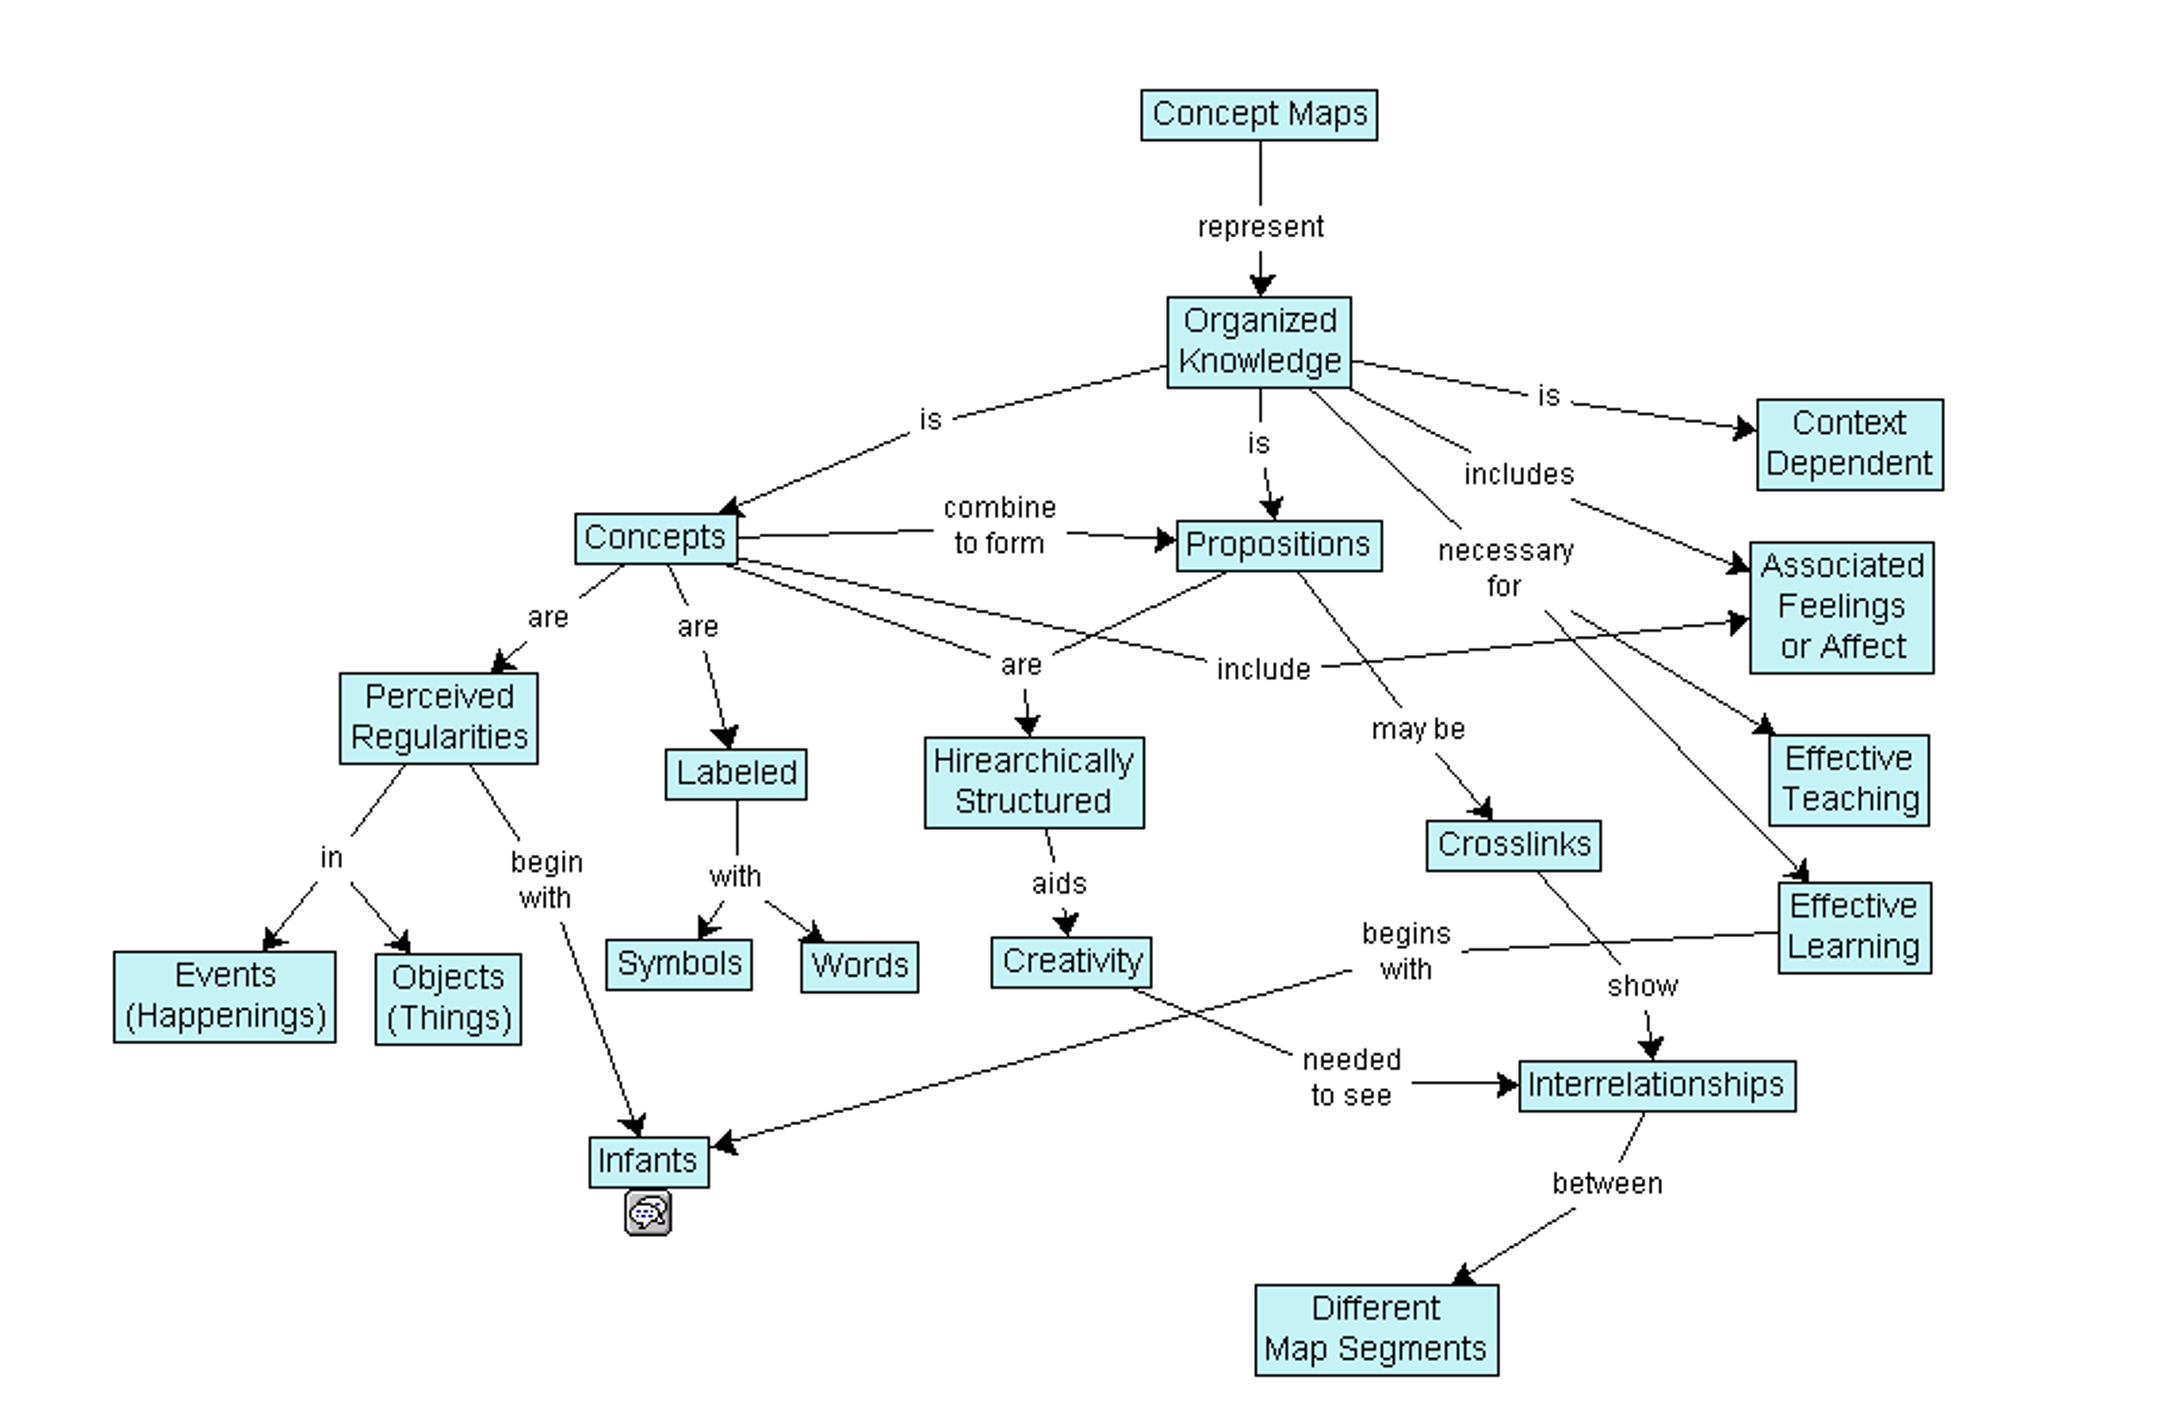 Concept Maps
represent
Organized
Knowledge
is
is
is
Context
Dependent
includes
combine
to form
Concepts
Propositions
necessary
for
Associated
Feelings
or Affect
are
are
are
include
Perceived
Regularities
may be
Labeled
Hirearchically
Structured
Effective
Teaching
Crosslinks
in
begin
with
with
aids
Effective
Learning
begins
with
Symbols
Words
Creativity
Events
(Happenings)
Objects
(Things)
show
needed
to see
Interrelationships
Infants
between
Different
Map Segments